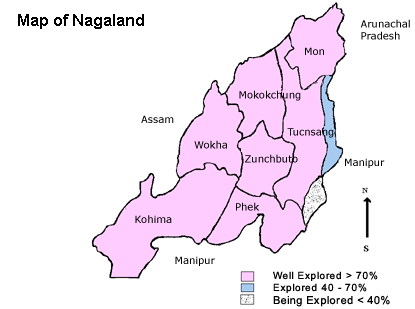 Map of Nagaland
Arunachal
Pradesh
Mon
Mokokchung
Assam
Tucnsang
Wokha
Zunchbuto
Manipur
N
Phek
Kohima
S
Manipur
Well Explored > 70%
Explored 40 - 70%
Being Explored < 40%